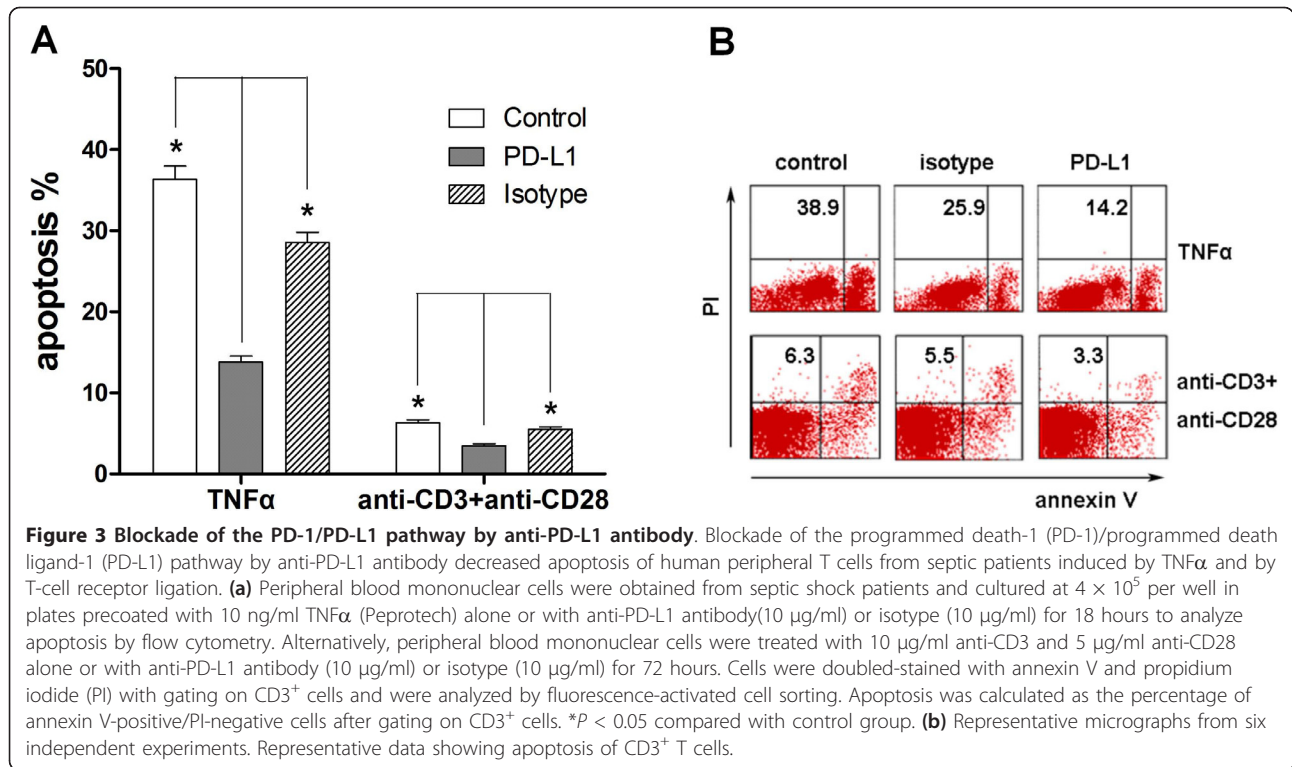 A
B
50
40
30
20
10
0
apoptosis %
*
*
*
*
Control
PD-L1
Isotype
TNFα
anti-CD3+anti-CD28
control
isotype
PD-L1
38.9
25.9
14.2
TNFα
PI
6.3
5.5
3.3
anti-CD3+
anti-CD28
annexin V
Figure 3 Blockade of the PD-1/PD-L1 pathway by anti-PD-L1 antibody. Blockade of the programmed death-1 (PD-1)/programmed death
ligand-1 (PD-L1) pathway by anti-PD-L1 antibody decreased apoptosis of human peripheral T cells from septic patients induced by TNFα and by
T-cell receptor ligation. (a) Peripheral blood mononuclear cells were obtained from septic shock patients and cultured at 4 × 10⁵ per well in
plates precoated with 10 ng/ml TNFα (Peprotech) alone or with anti-PD-L1 antibody(10 μg/ml) or isotype (10 μg/ml) for 18 hours to analyze
apoptosis by flow cytometry. Alternatively, peripheral blood mononuclear cells were treated with 10 μg/ml anti-CD3 and 5 μg/ml anti-CD28
alone or with anti-PD-L1 antibody (10 μg/ml) or isotype (10 μg/ml) for 72 hours. Cells were doubled-stained with annexin V and propidium
iodide (PI) with gating on CD3⁺ cells and were analyzed by fluorescence-activated cell sorting. Apoptosis was calculated as the percentage of
annexin V-positive/PI-negative cells after gating on CD3⁺ cells. *P < 0.05 compared with control group. (b) Representative micrographs from six
independent experiments. Representative data showing apoptosis of CD3⁺ T cells.